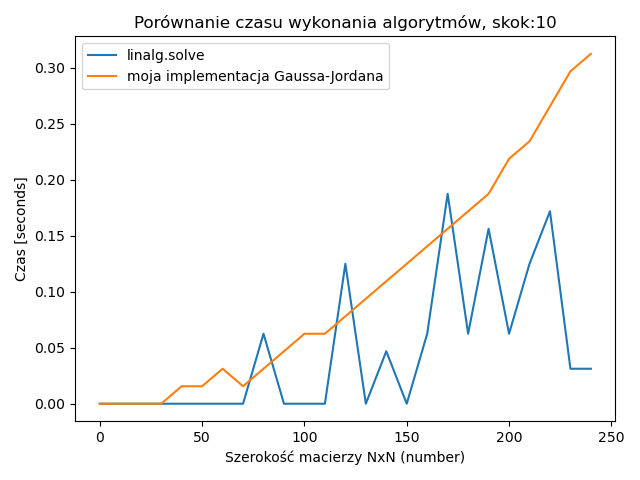 Porównanie czasu wykonania algorytmów, skok:10
linalg.solve
moja implementacja Gaussa-Jordana
Czas [seconds]
0.30
0.25
0.20
0.15
0.10
0.05
0.00
0 50 100 150 200 250
Szerokość macierzy NxN (number)